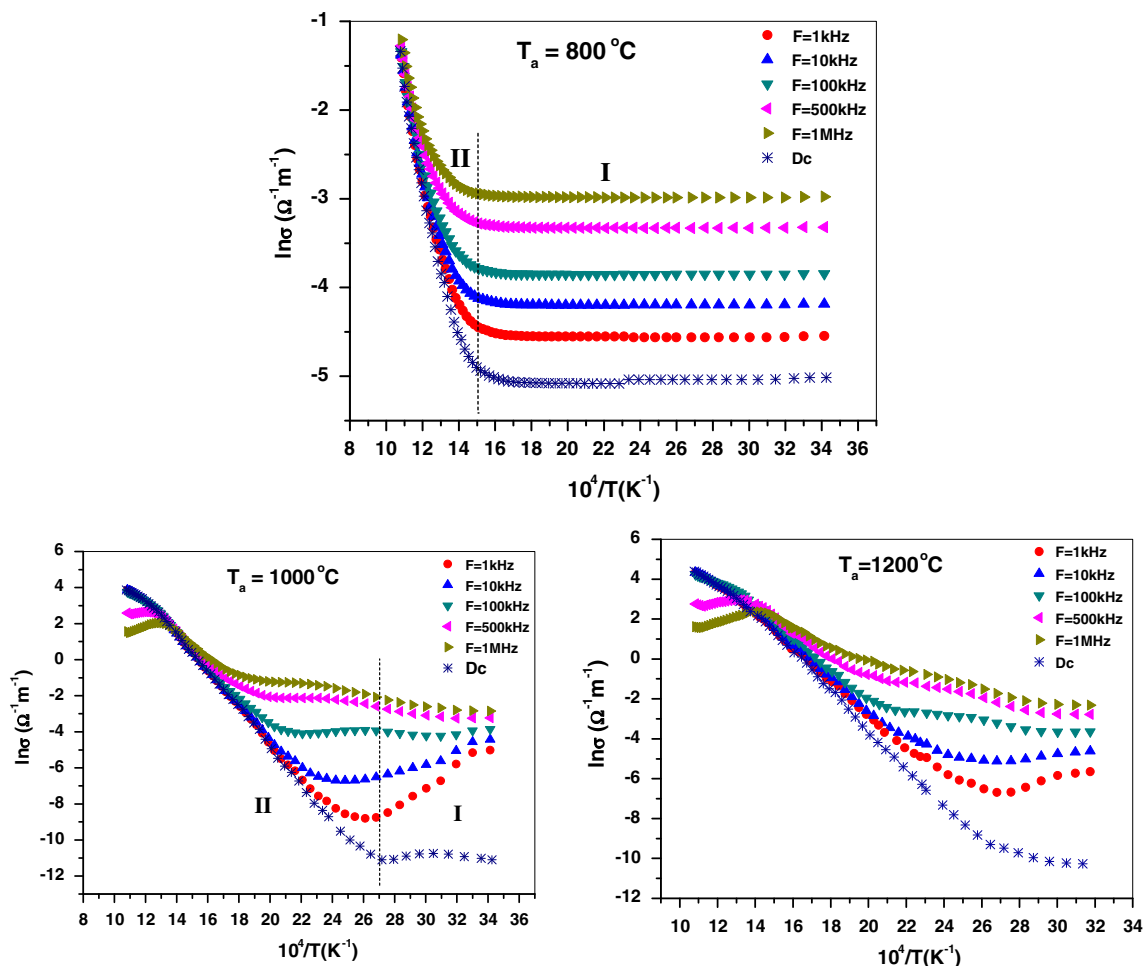 T_a = 800 °C
F=1kHz
F=10kHz
F=100kHz
F=500kHz
F=1MHz
Dc
II
I
-1
-2
-3
-4
-5
lnσ (Ω⁻¹m⁻¹)
8 10 12 14 16 18 20 22 24 26 28 30 32 34 36
10⁴/T(K⁻¹)
T_a = 1000 °C
F=1kHz
F=10kHz
F=100kHz
F=500kHz
F=1MHz
Dc
II
I
6
4
2
0
-2
-4
-6
-8
-10
-12
lnσ (Ω⁻¹m⁻¹)
10 12 14 16 18 20 22 24 26 28 30 32 34 36
10⁴/T(K⁻¹)
T_a=1200°C
F=1kHz
F=10kHz
F=100kHz
F=500kHz
F=1MHz
Dc
6
4
2
0
-2
-4
-6
-8
-10
-12
lnσ (Ω⁻¹m⁻¹)
10 12 14 16 18 20 22 24 26 28 30 32 34
10⁴/T(K⁻¹)